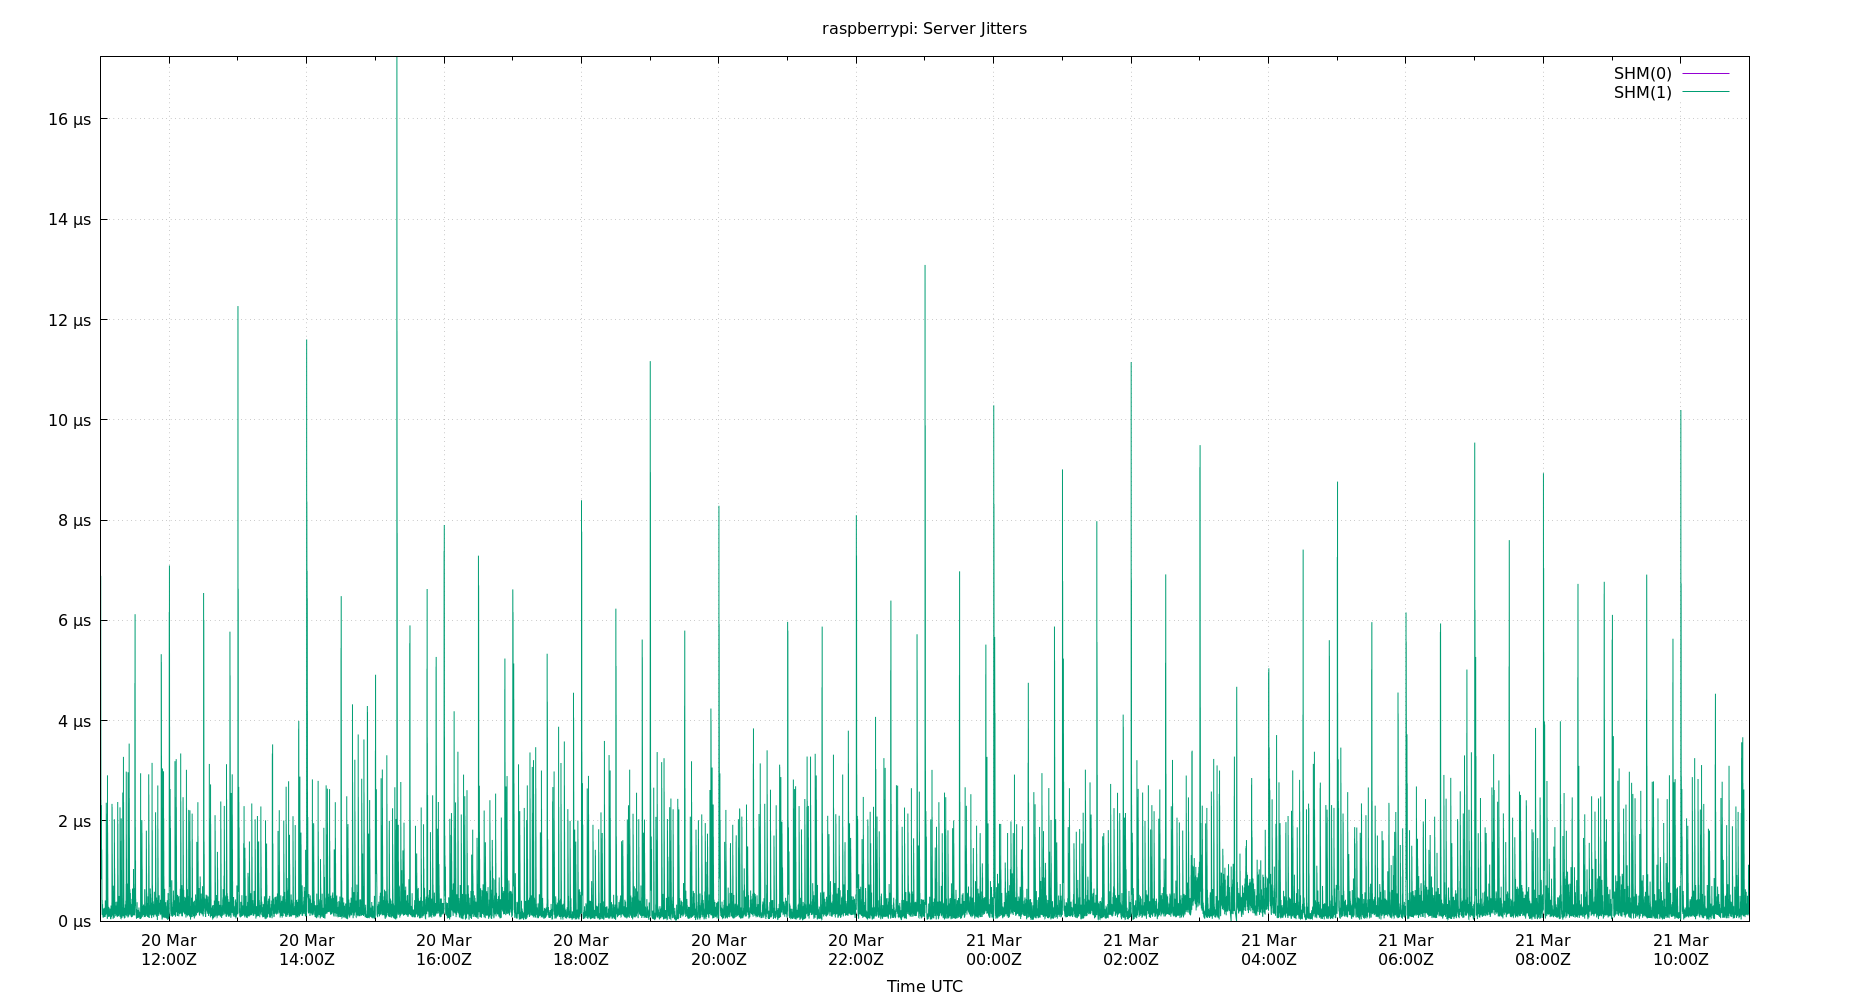 raspberrypi: Server Jitters
SHM(0)
SHM(1)
16 µs
14 µs
12 µs
10 µs
8 µs
6 µs
4 µs
2 µs
0 µs
20 Mar 20 Mar 20 Mar 20 Mar 20 Mar 20 Mar 21 Mar 21 Mar 21 Mar 21 Mar 21 Mar 21 Mar
12:00Z 14:00Z 16:00Z 18:00Z 20:00Z 22:00Z 00:00Z 02:00Z 04:00Z 06:00Z 08:00Z 10:00Z
Time UTC